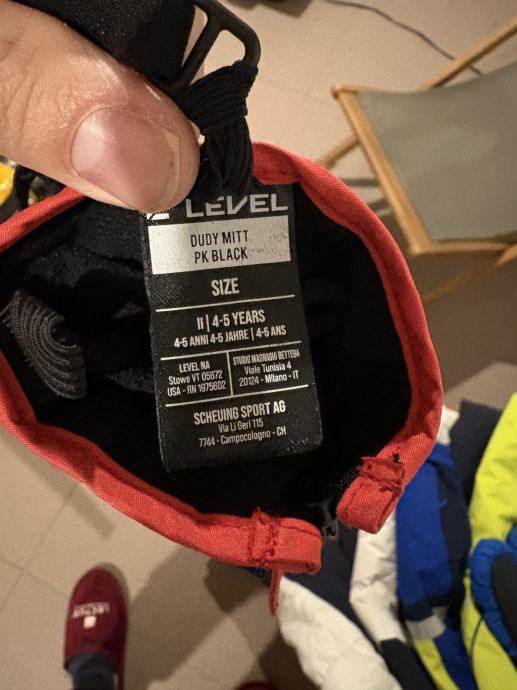 LEVEL
DUDY MITT
PK BLACK
SIZE
II | 4-5 YEARS
4-5 ANNI 4-5 JAHRE | 4-5 ANS
LEVEL NA
Stowe VT 05672
USA - RN 1975602
STUDIO MAGNAGHI BETTERA
Viale Tunisia 4
20124 - Milano - IT
SCHEUING SPORT AG
Via Li Geri 115
7744 - Campocologno - CH